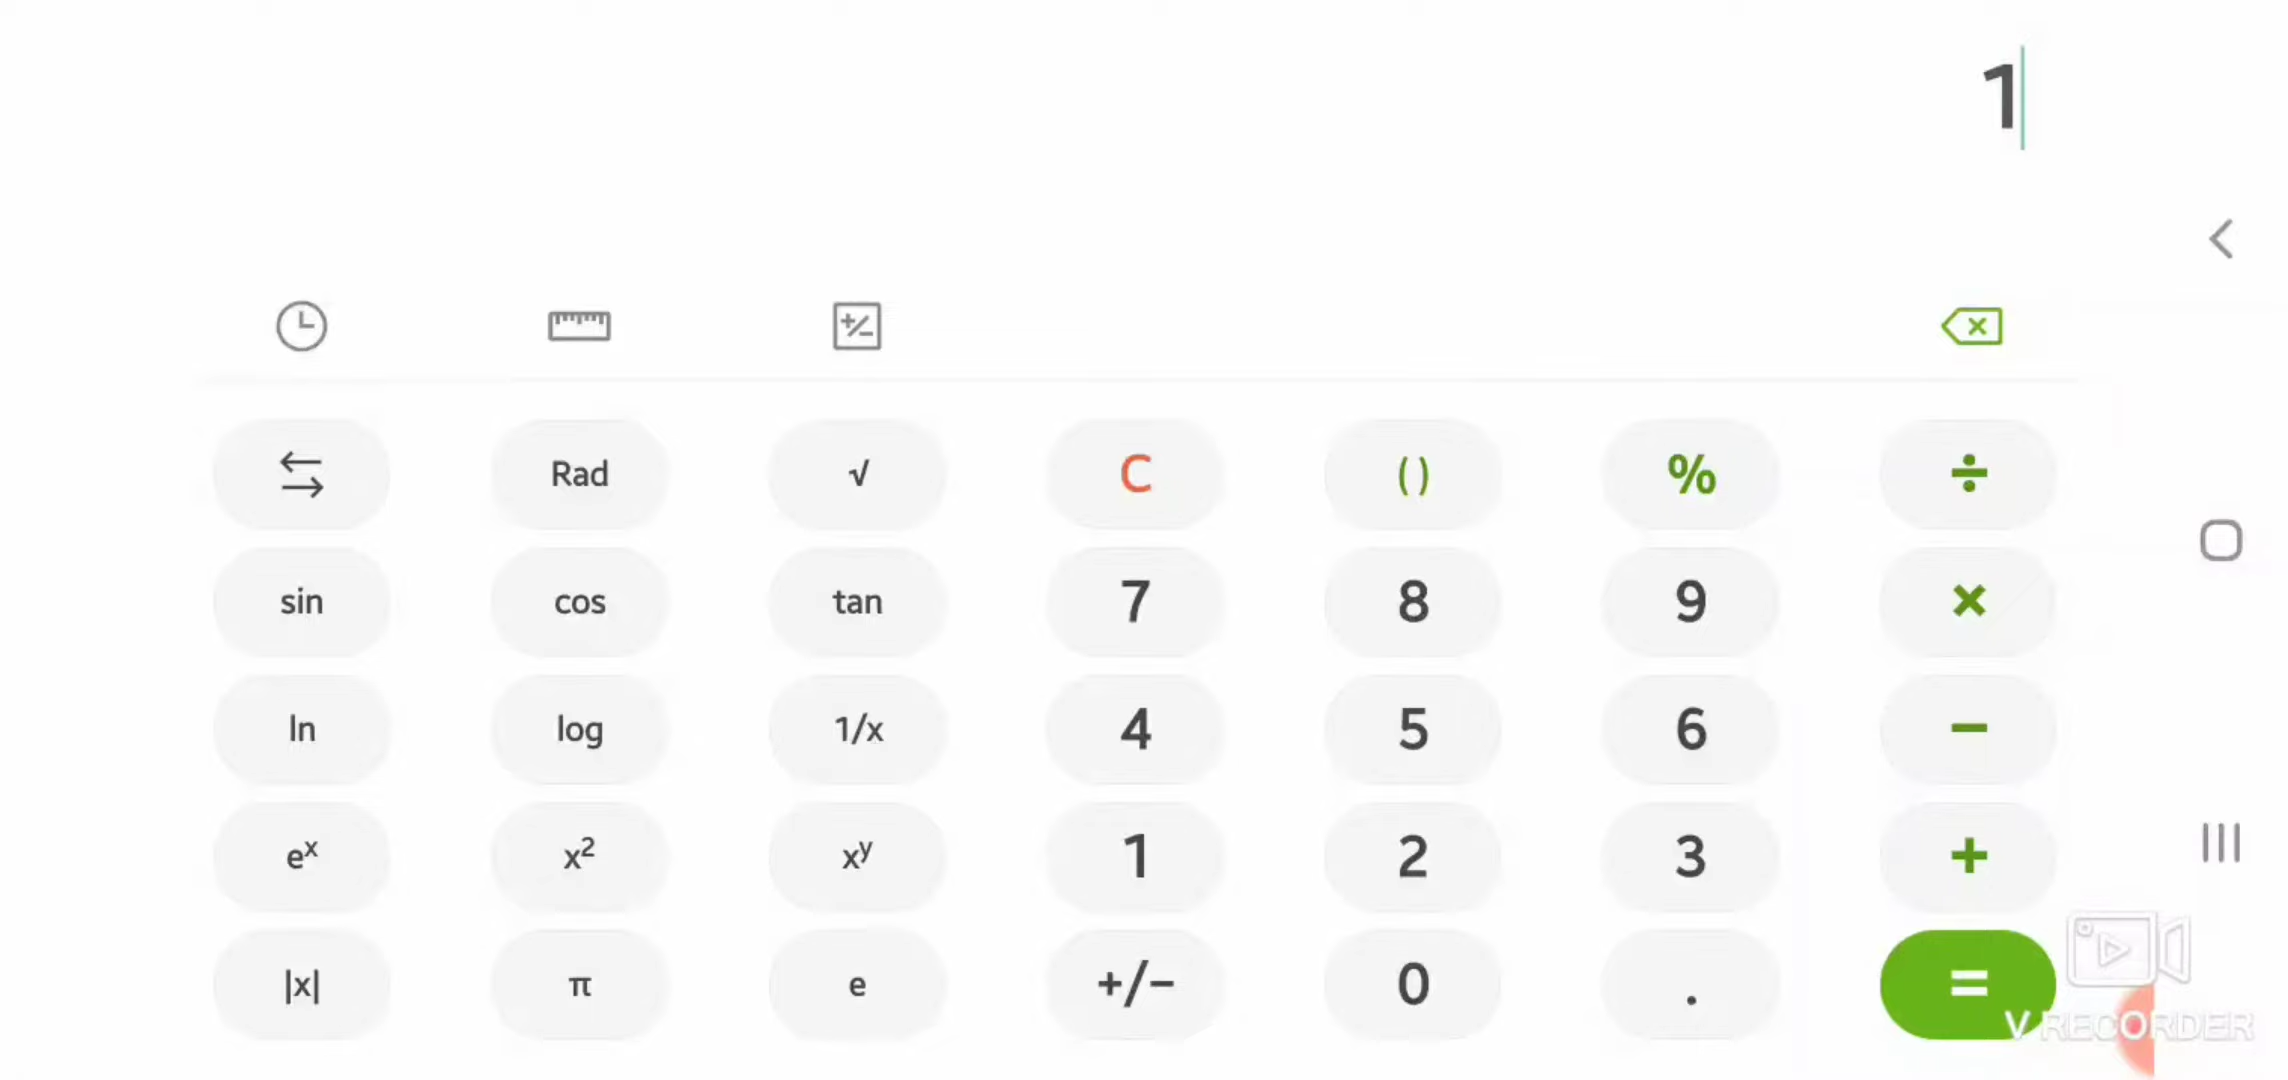 1
Rad √ C () % ÷
sin cos tan 7 8 9 ×
ln log 1/x 4 5 6 −
eˣ x² xʸ 1 2 3 +
|x| π e +/− 0 . =
V RECORDER